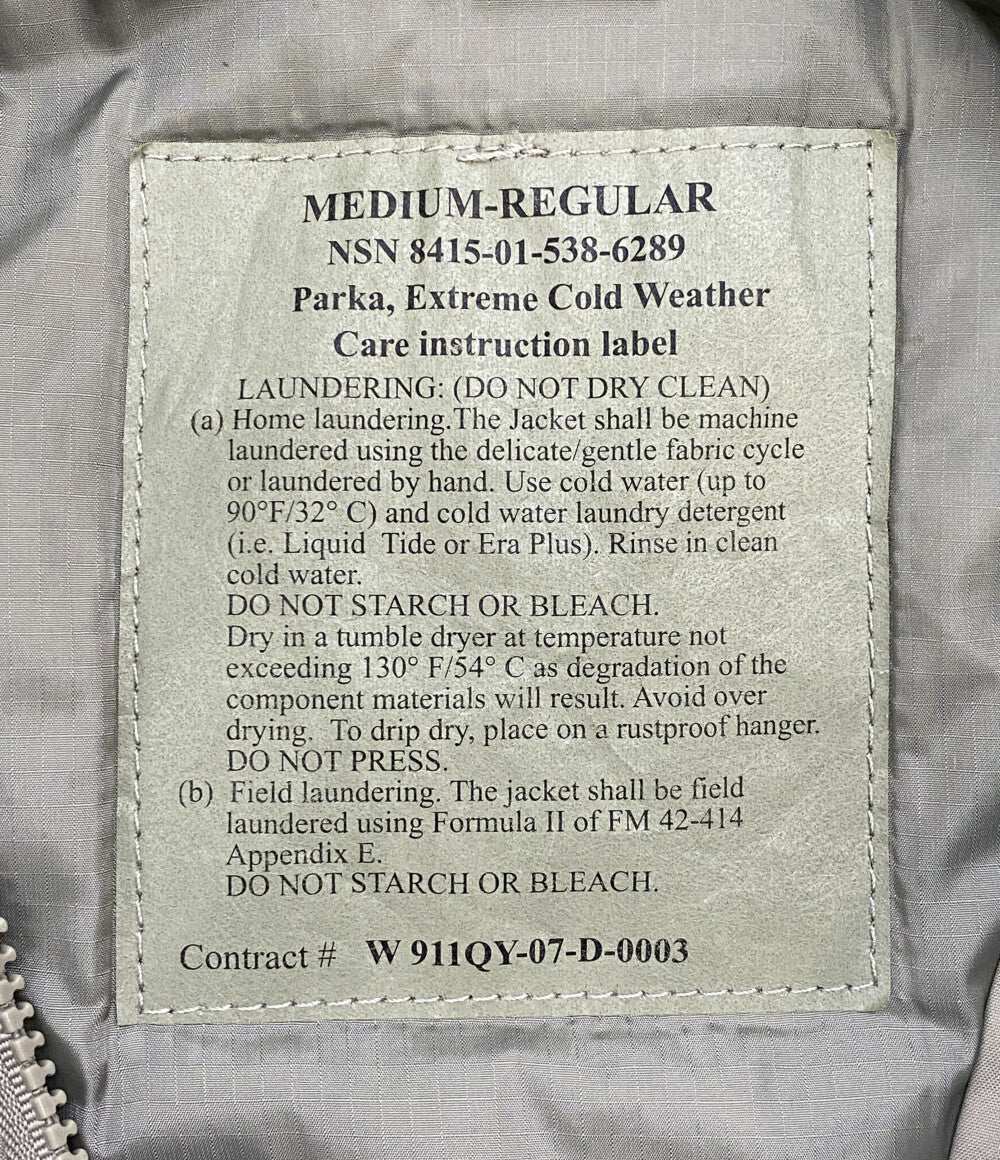 MEDIUM-REGULAR
NSN 8415-01-538-6289
Parka, Extreme Cold Weather
Care instruction label
LAUNDERING: (DO NOT DRY CLEAN)
(a) Home laundering.The Jacket shall be machine
laundered using the delicate/gentle fabric cycle
or laundered by hand. Use cold water (up to
90°F/32° C) and cold water laundry detergent
(i.e. Liquid Tide or Era Plus). Rinse in clean
cold water.
DO NOT STARCH OR BLEACH.
Dry in a tumble dryer at temperature not
exceeding 130° F/54° C as degradation of the
component materials will result. Avoid over
drying. To drip dry, place on a rustproof hanger.
DO NOT PRESS.
(b) Field laundering. The jacket shall be field
laundered using Formula II of FM 42-414
Appendix E.
DO NOT STARCH OR BLEACH.
Contract # W 911QY-07-D-0003